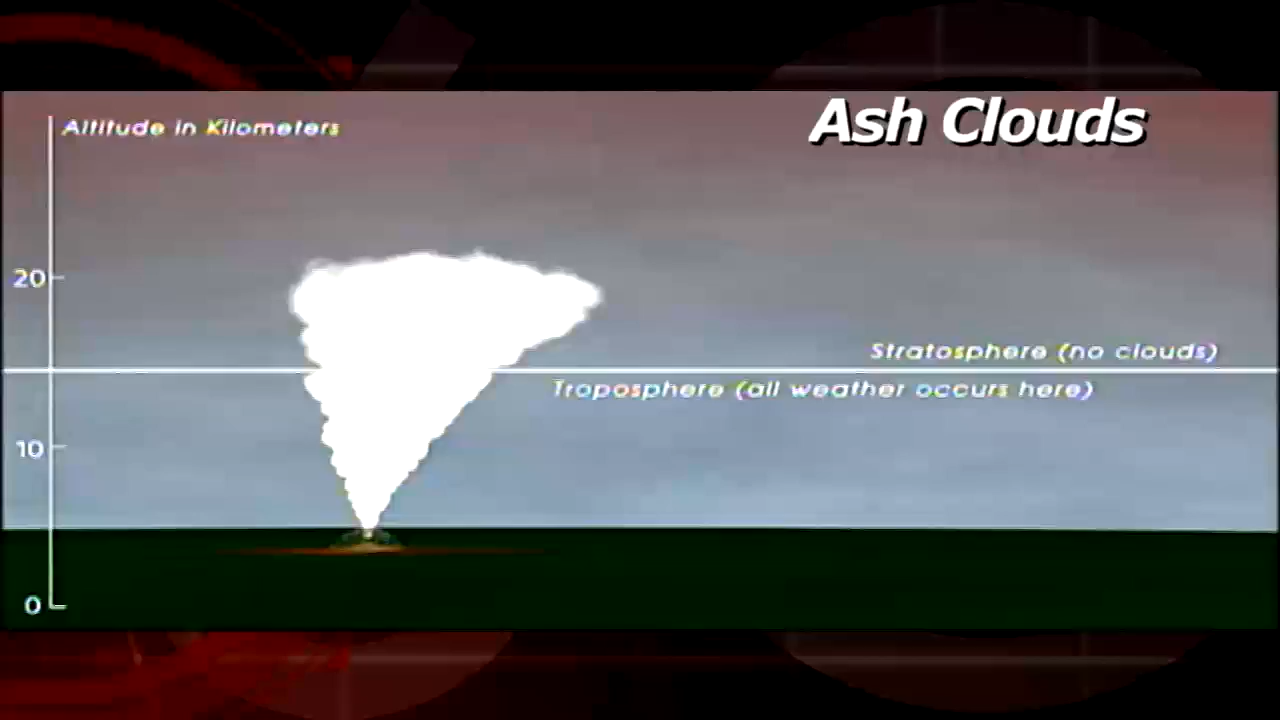 Ash Clouds
Altitude in Kilometers
20
Stratosphere (no clouds)
Troposphere (all weather occurs here)
10
0